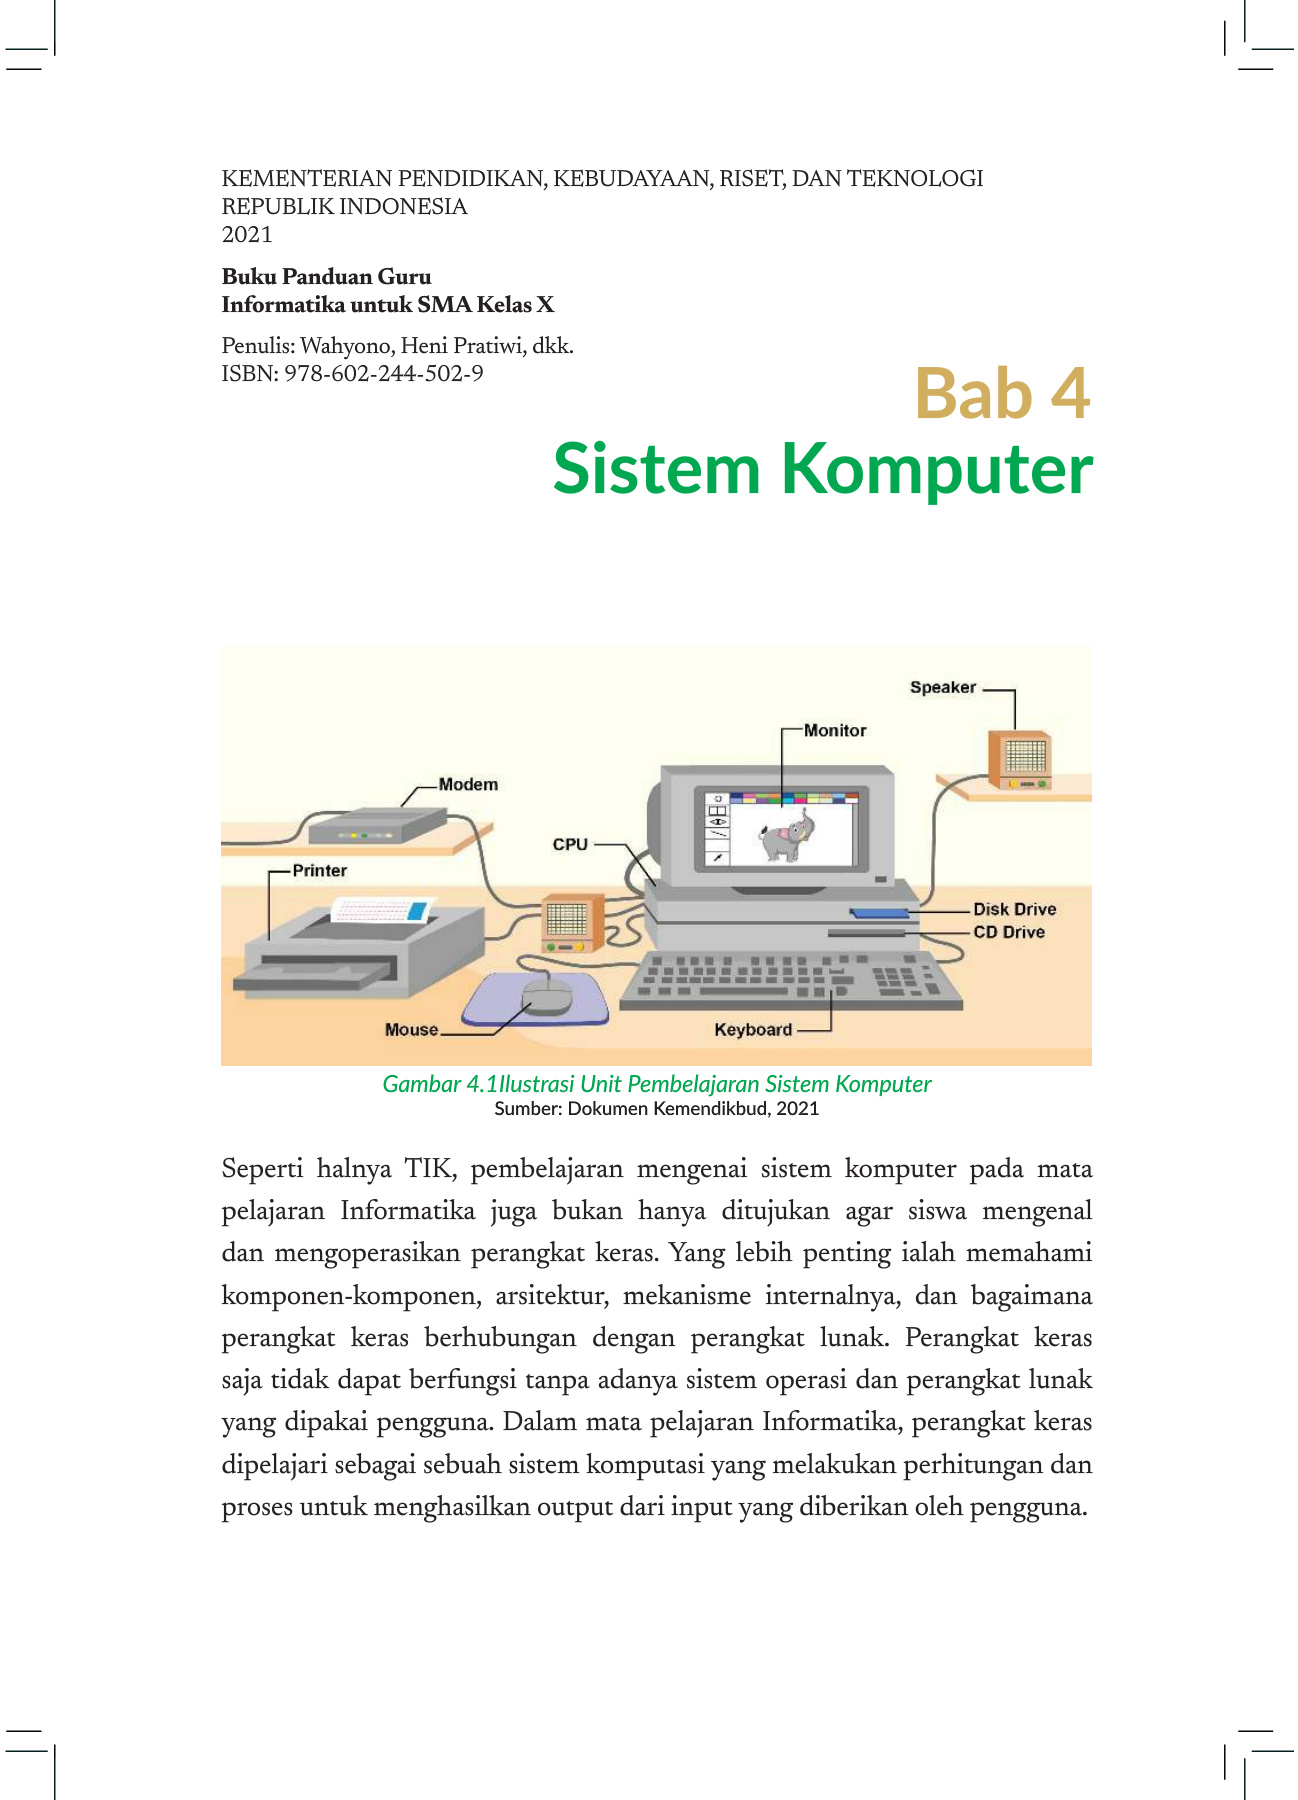 KEMENTERIAN PENDIDIKAN, KEBUDAYAAN, RISET, DAN TEKNOLOGI
REPUBLIK INDONESIA
2021
Buku Panduan Guru
Informatika untuk SMA Kelas X
Penulis: Wahyono, Heni Pratiwi, dkk.
ISBN: 978-602-244-502-9
Bab 4
Sistem Komputer
Speaker
Monitor
Modem
CPU
Printer
Disk Drive
CD Drive
Mouse
Keyboard
Gambar 4.1Ilustrasi Unit Pembelajaran Sistem Komputer
Sumber: Dokumen Kemendikbud, 2021
Seperti halnya TIK, pembelajaran mengenai sistem komputer pada mata
pelajaran Informatika juga bukan hanya ditujukan agar siswa mengenal
dan mengoperasikan perangkat keras. Yang lebih penting ialah memahami
komponen-komponen, arsitektur, mekanisme internalnya, dan bagaimana
perangkat keras berhubungan dengan perangkat lunak. Perangkat keras
saja tidak dapat berfungsi tanpa adanya sistem operasi dan perangkat lunak
yang dipakai pengguna. Dalam mata pelajaran Informatika, perangkat keras
dipelajari sebagai sebuah sistem komputasi yang melakukan perhitungan dan
proses untuk menghasilkan output dari input yang diberikan oleh pengguna.